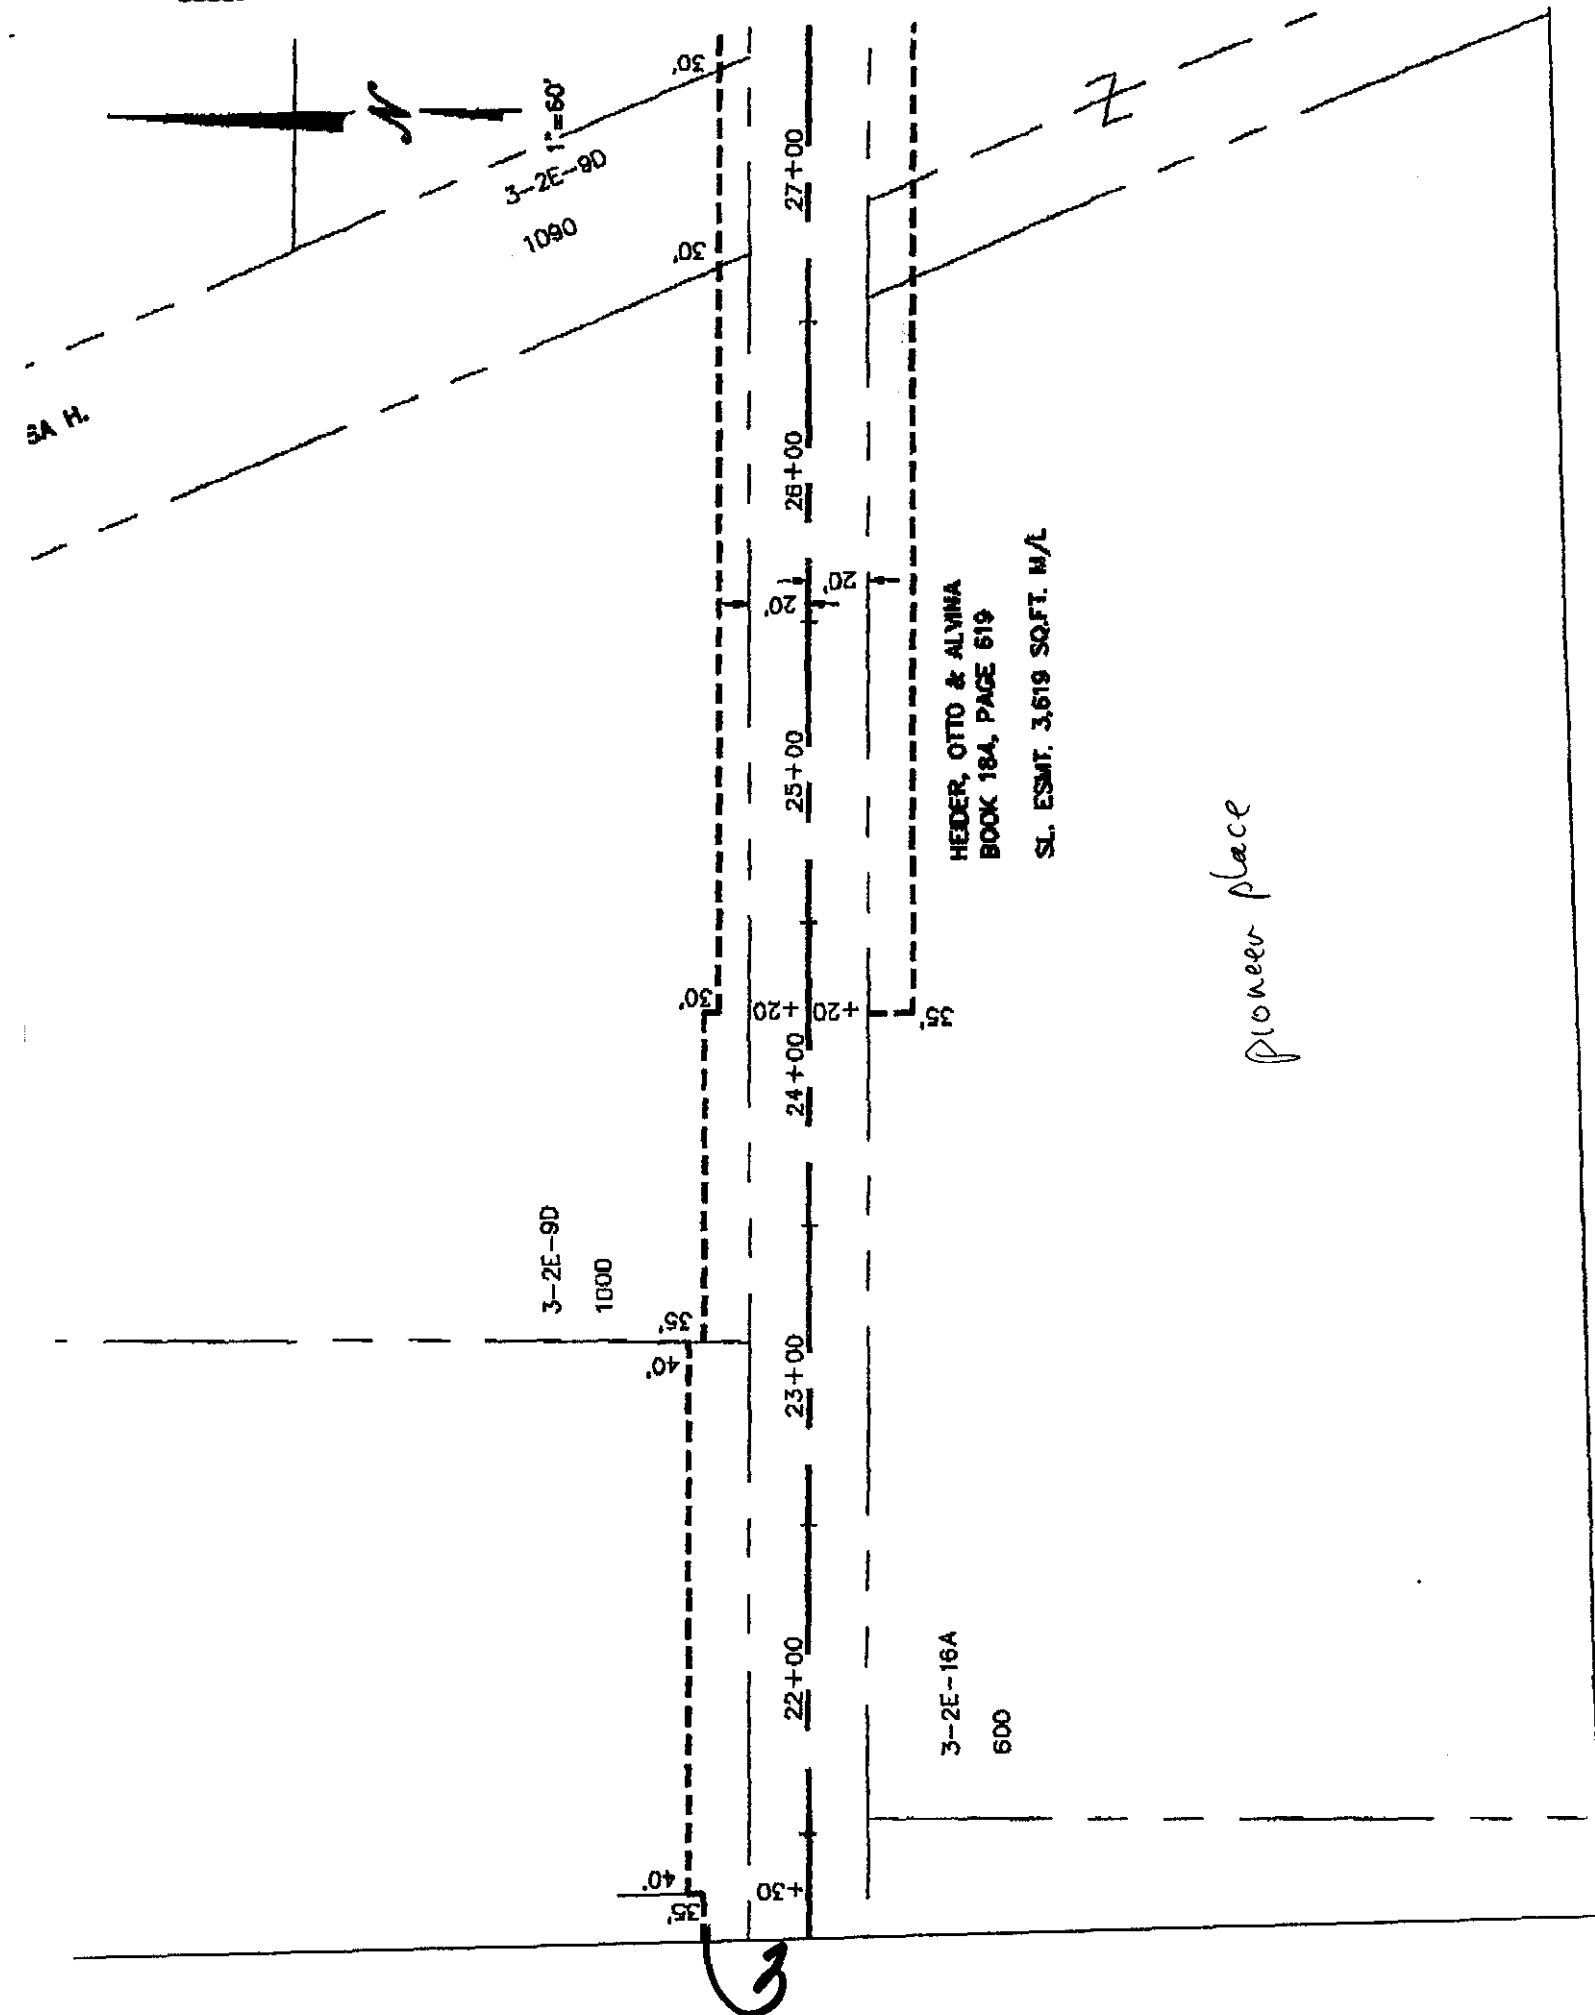 N
1"=60'
3-2E-9D
1090
30'
30'
27+00
Z
SA H.
26+00
20'
20'
HEIDER, OTTO & ALVINA
BOOK 184, PAGE 619
SL. ESMT. 3,619 SQ.FT. M/L
25+00
pioneer place
30'
+20
+20
35'
24+00
3-2E-9D
1000
35'
40'
23+00
22+00
3-2E-16A
600
40'
35'
+30